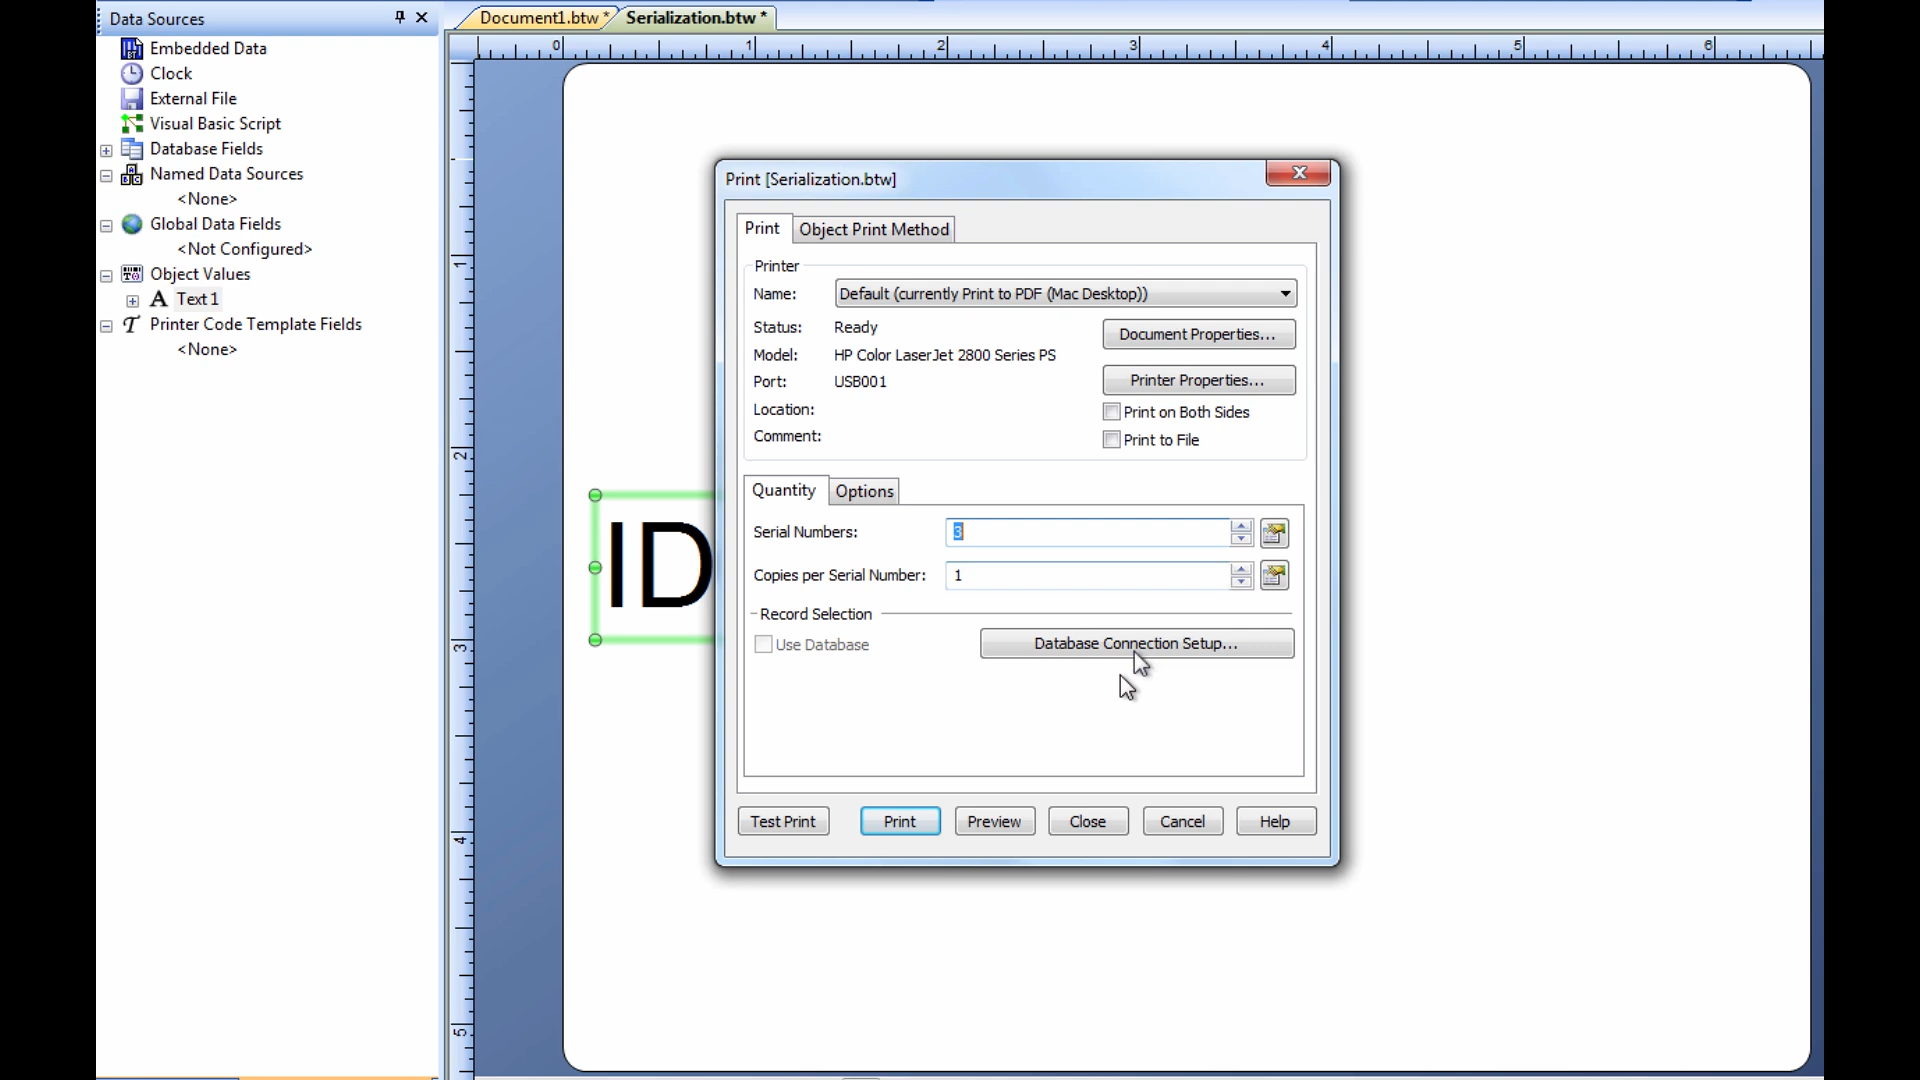 Data Sources
Embedded Data
Clock
External File
Visual Basic Script
Database Fields
Named Data Sources
<None>
Global Data Fields
<Not Configured>
Object Values
A Text 1
Printer Code Template Fields
<None>
Document1.btw *
Serialization.btw *
0 1 2 3 4 5 6
1
2
3
4
5
ID
Print [Serialization.btw]
Print
Object Print Method
Printer
Name: Default (currently Print to PDF (Mac Desktop))
Status: Ready
Document Properties...
Model: HP Color LaserJet 2800 Series PS
Port: USB001
Printer Properties...
Location:
Print on Both Sides
Comment:
Print to File
Quantity
Options
Serial Numbers: 3
Copies per Serial Number: 1
Record Selection
Use Database
Database Connection Setup...
Test Print
Print
Preview
Close
Cancel
Help